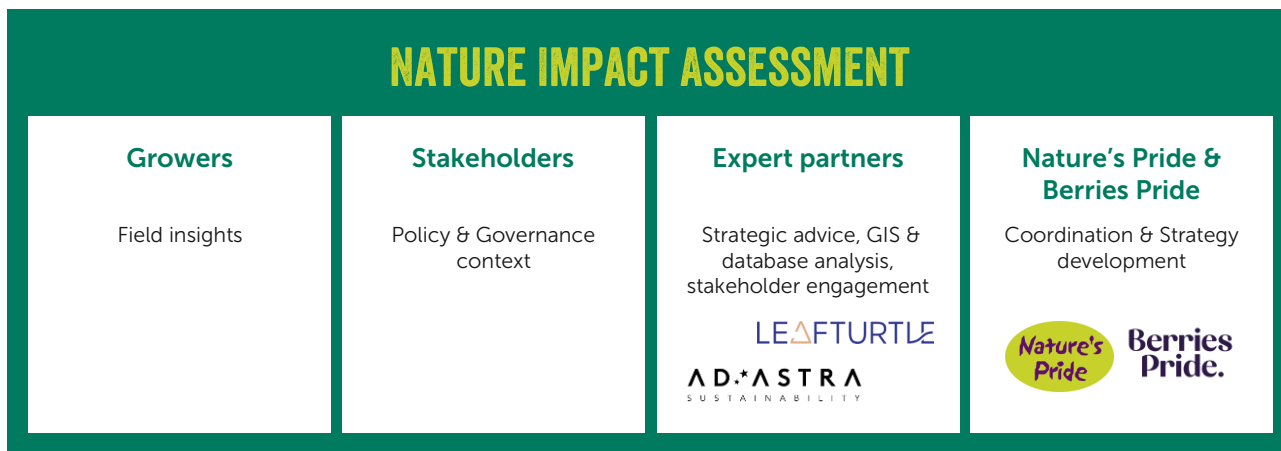 NATURE IMPACT ASSESSMENT
Growers
Field insights
Stakeholders
Policy & Governance
context
Expert partners
Strategic advice, GIS &
database analysis,
stakeholder engagement
LEAFTURTLE
AD ASTRA
SUSTAINABILITY
Nature's Pride &
Berries Pride
Coordination & Strategy
development
Nature's
Pride
Berries
Pride.